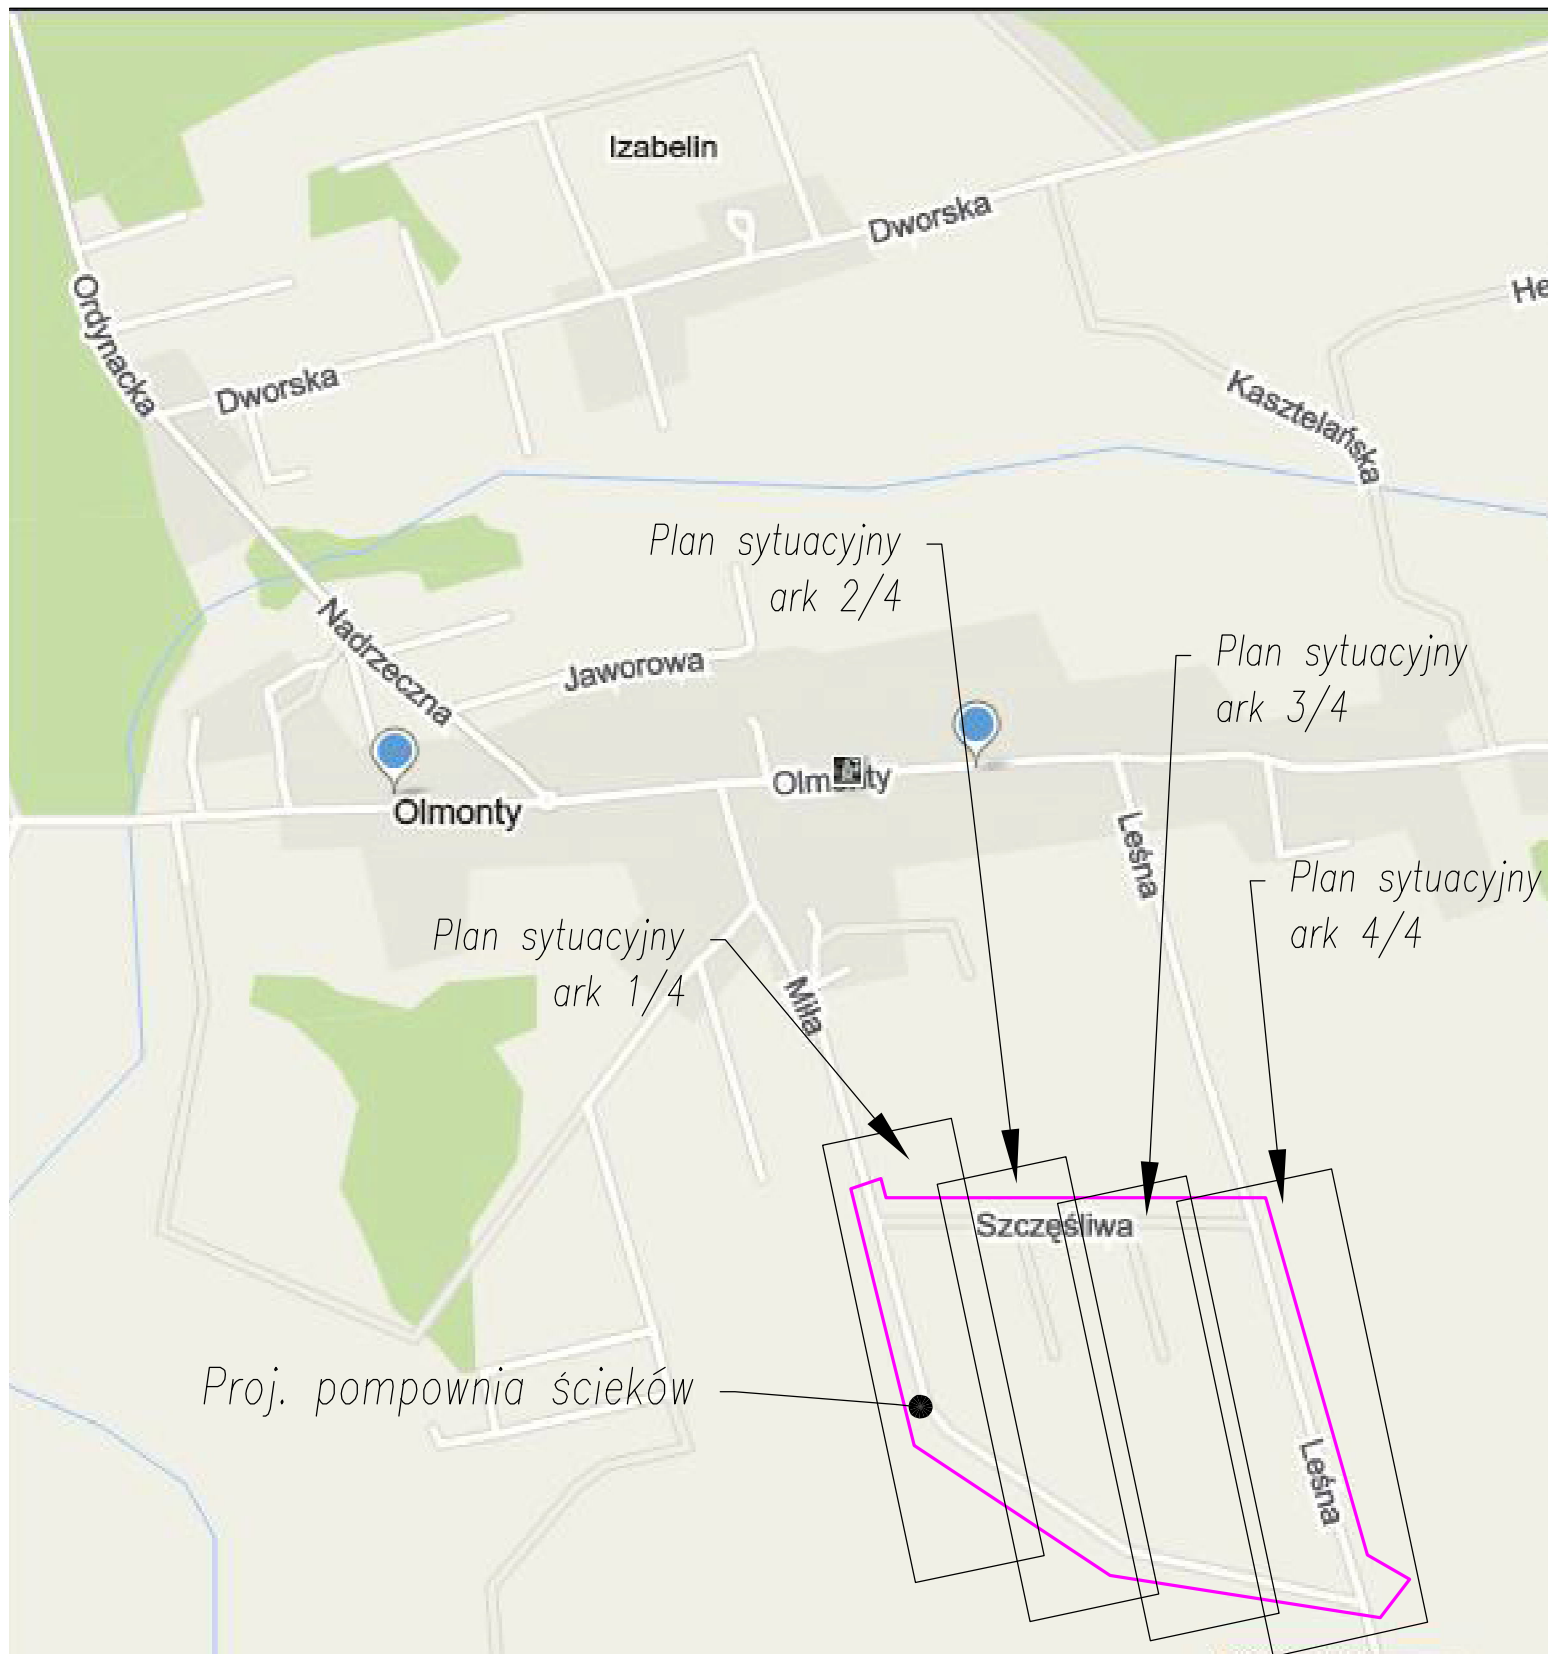 Izabelin
Dworska
Ordynacka
He
Dworska
Kasztelańska
Plan sytuacyjny
ark 2/4
Nadrzeczna
Jaworowa
Plan sytuacyjny
ark 3/4
Olmonty
Olmonty
Leśna
Plan sytuacyjny
ark 4/4
Plan sytuacyjny
ark 1/4
Miła
Szczęśliwa
Proj. pompownia ścieków
Leśna